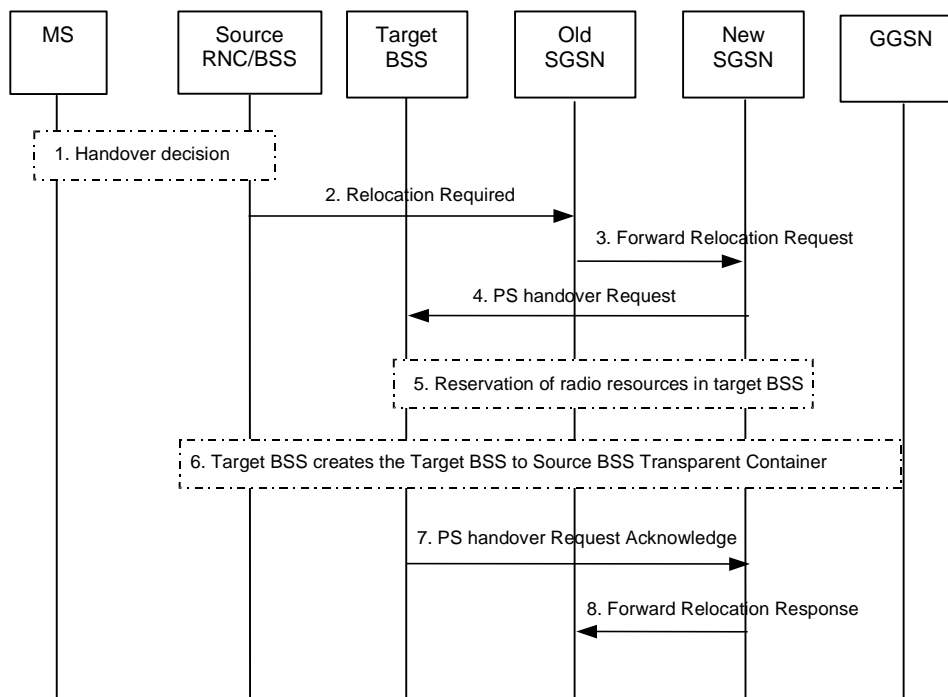 MS
Source
RNC/BSS
Target
BSS
Old
SGSN
New
SGSN
GGSN
1. Handover decision
2. Relocation Required
3. Forward Relocation Request
4. PS handover Request
5. Reservation of radio resources in target BSS
6. Target BSS creates the Target BSS to Source BSS Transparent Container
7. PS handover Request Acknowledge
8. Forward Relocation Response